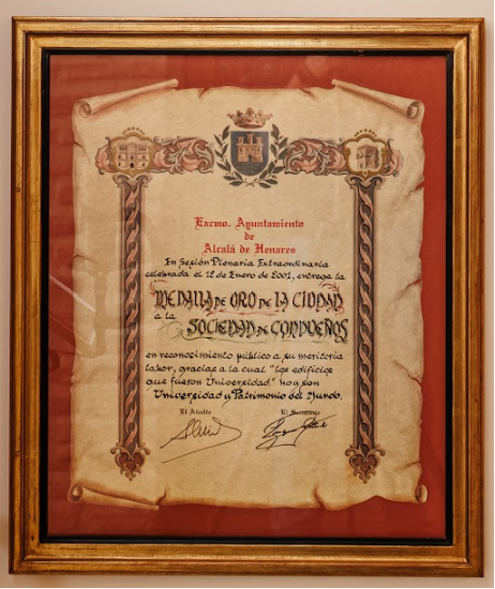 Excmo. Ayuntamiento
de
Alcalá de Henares
En Sesión Plenaria Extraordinaria
celebrada el 12 de Enero de 2001, entrega la
MEDALLA DE ORO DE LA CIUDAD
a la
SOCIEDAD DE CONDUEÑOS
en reconocimiento público a su meritoria
labor, gracias a la cual "los edificios
que fueron Universidad" hoy son
Universidad y Patrimonio del Mundo.
El Alcalde El Secretario